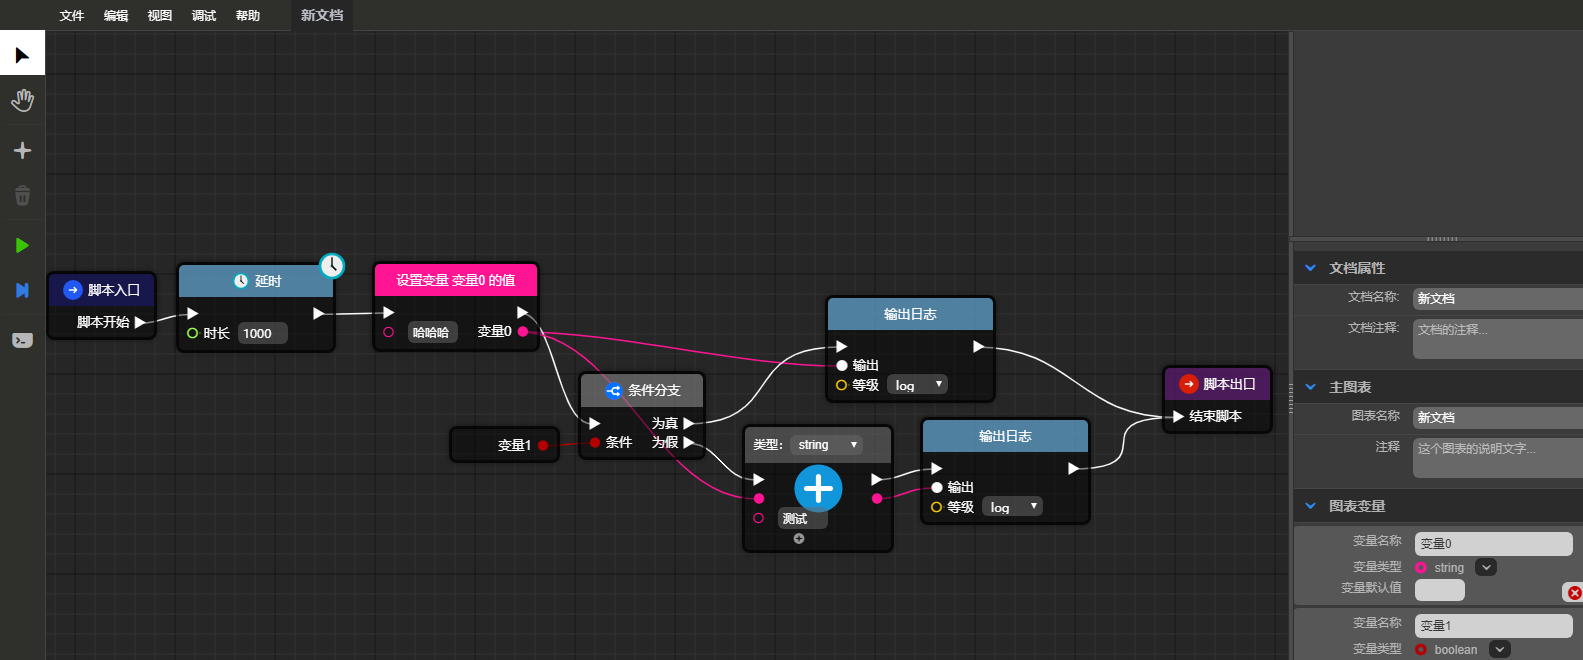 文件 编辑 视图 调试 帮助 新文档
脚本入口
脚本开始
延时
时长 1000
设置变量 变量0 的值
哈哈哈 变量0
条件分支
为真
条件 为假
变量1
输出日志
输出
等级 log
类型: string
测试
输出日志
输出
等级 log
脚本出口
结束脚本
文档属性
文档名称: 新文档
文档注释: 文档的注释...
主图表
图表名称 新文档
注释 这个图表的说明文字...
图表变量
变量名称 变量0
变量类型 string
变量默认值
变量名称 变量1
变量类型 boolean